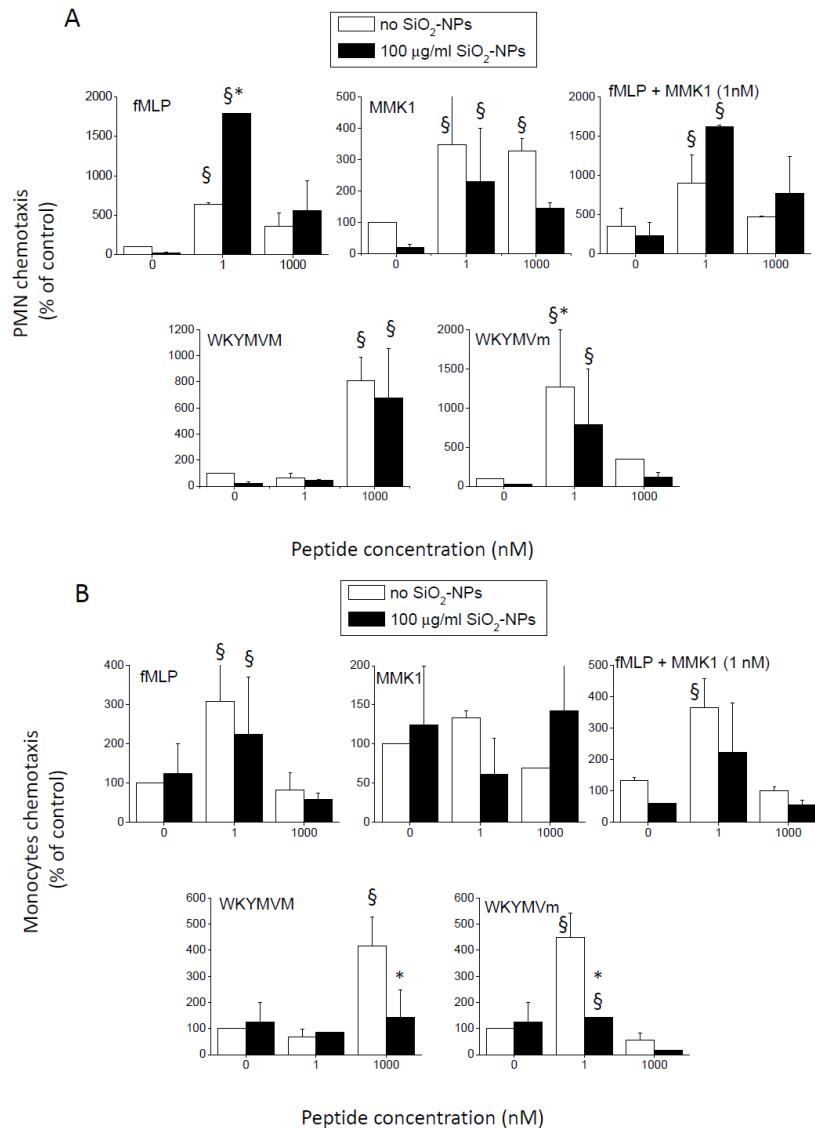 A
no SiO2-NPs
100 μg/ml SiO2-NPs
PMN chemotaxis
(% of control)
fMLP
2000
1500
1000
500
0
§
§*
0 1 1000
MMK1
500
400
300
200
100
0
§ § §
0 1 1000
fMLP + MMK1 (1nM)
2000
1500
1000
500
0
§ §
0 1 1000
WKYMVM
1200
1000
800
600
400
200
0
§ §
0 1 1000
WKYMVm
2000
1500
1000
500
0
§* §
0 1 1000
Peptide concentration (nM)
B
no SiO2-NPs
100 μg/ml SiO2-NPs
Monocytes chemotaxis
(% of control)
fMLP
400
300
200
100
0
§ §
0 1 1000
MMK1
200
150
100
50
0
0 1 1000
fMLP + MMK1 (1 nM)
500
400
300
200
100
0
§
0 1 1000
WKYMVM
600
500
400
300
200
100
0
§
*
0 1 1000
WKYMVm
600
500
400
300
200
100
0
§
*
§
0 1 1000
Peptide concentration (nM)